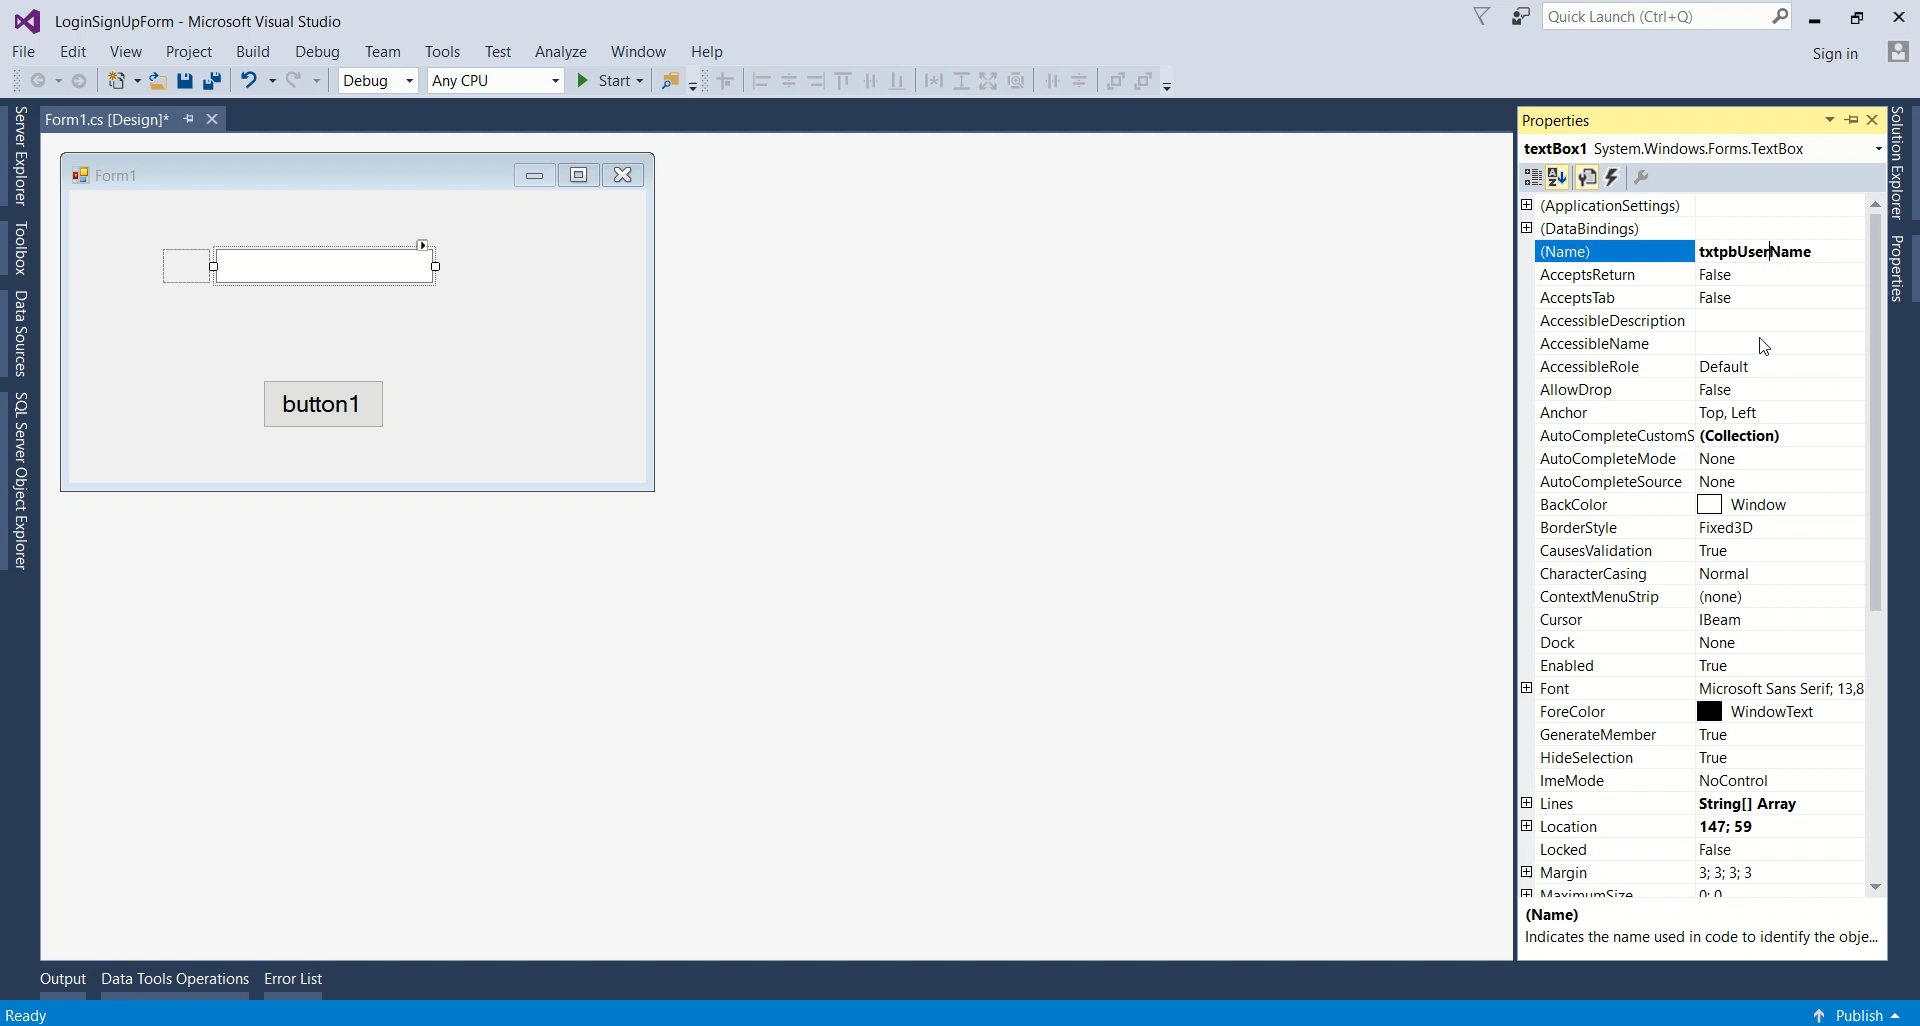 LoginSignUpForm - Microsoft Visual Studio
Quick Launch (Ctrl+Q)
File Edit View Project Build Debug Team Tools Test Analyze Window Help
Sign in
Debug Any CPU Start
Server Explorer
Toolbox
Data Sources
SQL Server Object Explorer
Form1.cs [Design]*
Form1
button1
Properties
textBox1 System.Windows.Forms.TextBox
(ApplicationSettings)
(DataBindings)
(Name) txtpbUserName
AcceptsReturn False
AcceptsTab False
AccessibleDescription
AccessibleName
AccessibleRole Default
AllowDrop False
Anchor Top, Left
AutoCompleteCustomS (Collection)
AutoCompleteMode None
AutoCompleteSource None
BackColor Window
BorderStyle Fixed3D
CausesValidation True
CharacterCasing Normal
ContextMenuStrip (none)
Cursor IBeam
Dock None
Enabled True
Font Microsoft Sans Serif; 13,8
ForeColor WindowText
GenerateMember True
HideSelection True
ImeMode NoControl
Lines String[] Array
Location 147; 59
Locked False
Margin 3; 3; 3; 3
MaximumSize 0; 0
(Name)
Indicates the name used in code to identify the obje...
Solution Explorer
Properties
Output Data Tools Operations Error List
Ready
Publish